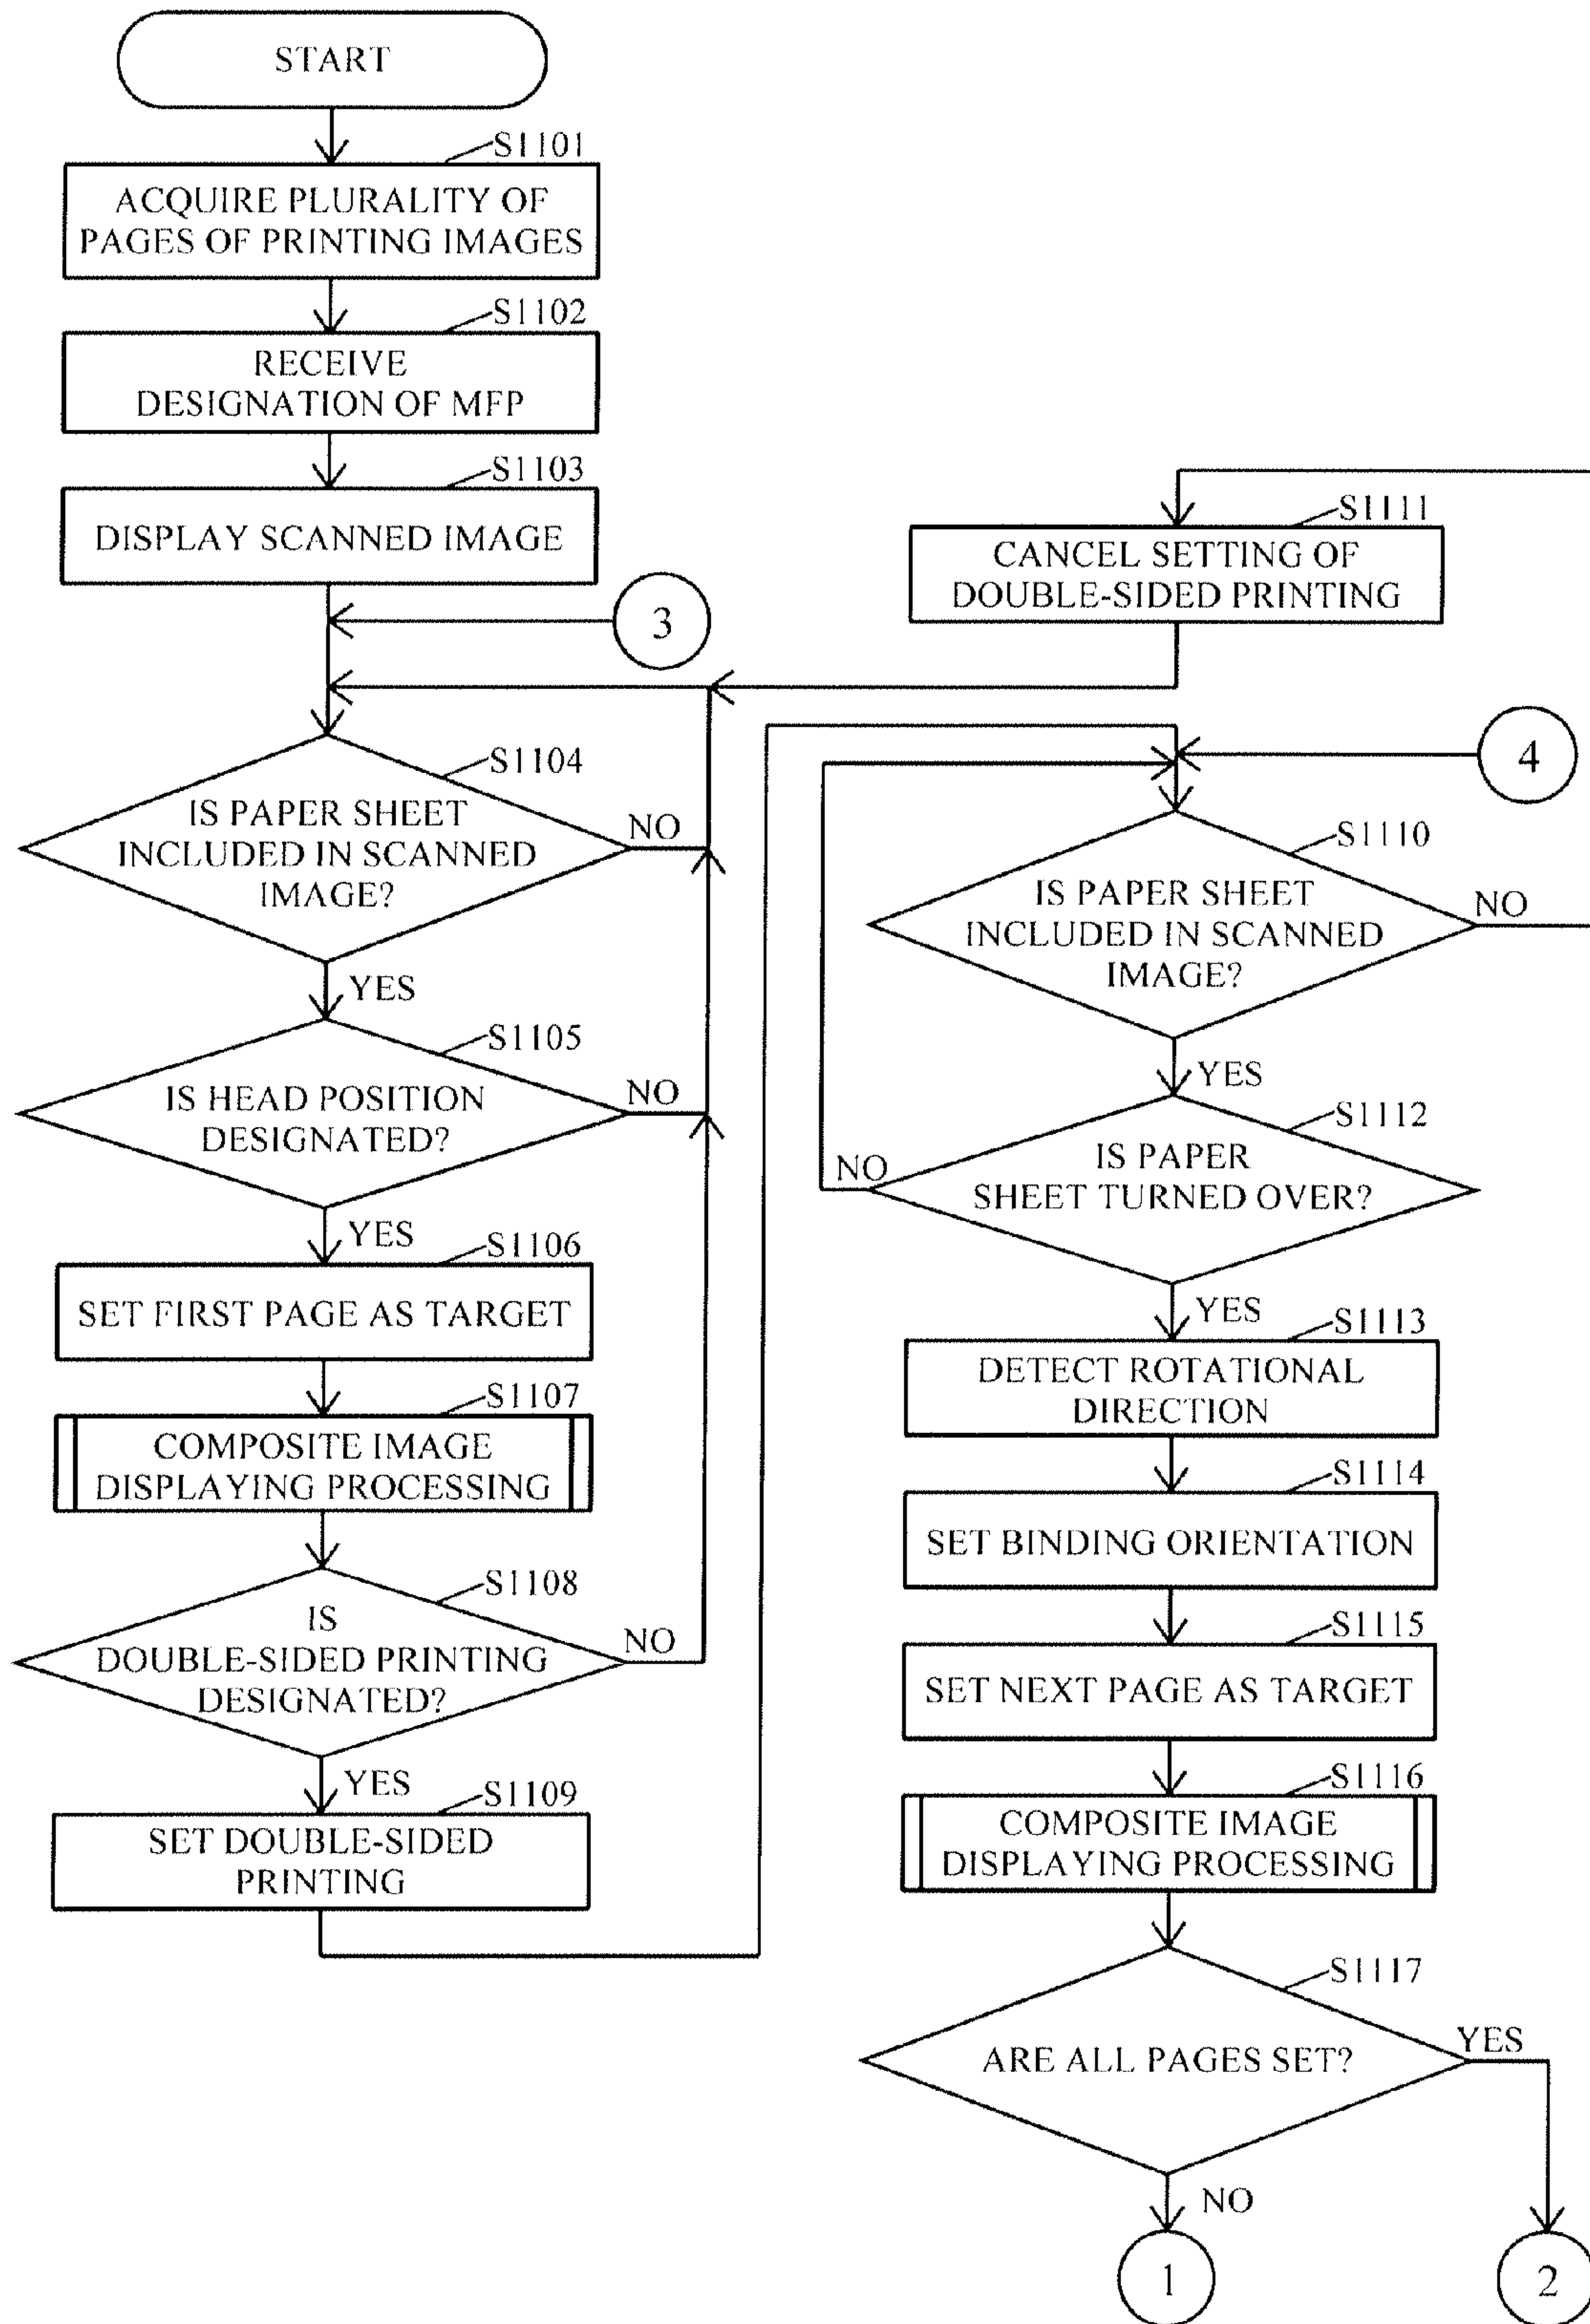 START
S1101
ACQUIRE PLURALITY OF
PAGES OF PRINTING IMAGES
S1102
RECEIVE
DESIGNATION OF MFP
S1103
DISPLAY SCANNED IMAGE
3
S1104
IS PAPER SHEET
INCLUDED IN SCANNED
IMAGE?
NO
YES
S1105
IS HEAD POSITION
DESIGNATED?
NO
YES
S1106
SET FIRST PAGE AS TARGET
S1107
COMPOSITE IMAGE
DISPLAYING PROCESSING
S1108
IS
DOUBLE-SIDED PRINTING
DESIGNATED?
NO
YES
S1109
SET DOUBLE-SIDED
PRINTING
S1111
CANCEL SETTING OF
DOUBLE-SIDED PRINTING
4
S1110
IS PAPER SHEET
INCLUDED IN SCANNED
IMAGE?
NO
YES
S1112
IS PAPER
SHEET TURNED OVER?
NO
YES
S1113
DETECT ROTATIONAL
DIRECTION
S1114
SET BINDING ORIENTATION
S1115
SET NEXT PAGE AS TARGET
S1116
COMPOSITE IMAGE
DISPLAYING PROCESSING
S1117
ARE ALL PAGES SET?
YES
NO
1
2